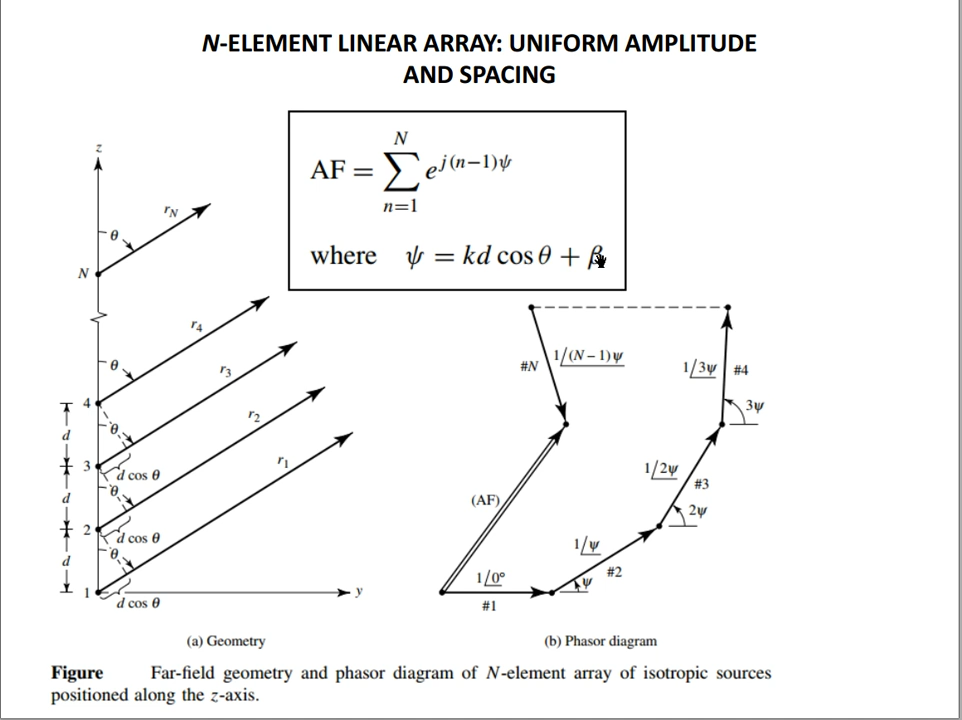 N-ELEMENT LINEAR ARRAY: UNIFORM AMPLITUDE
AND SPACING
N
AF = ∑ e^{j(n−1)ψ}
n=1
where ψ = kd cos θ + β
z
r_N
θ
N
r_4
θ
r_3
4
θ
r_2
d
r_1
3
d cos θ
θ
d
2
d cos θ
θ
d
1
d cos θ
y
#N
1/(N – 1)ψ
1/3ψ
#4
3ψ
1/2ψ
#3
(AF)
2ψ
1/ψ
#2
1/0°
ψ
#1
(a) Geometry
(b) Phasor diagram
Figure Far-field geometry and phasor diagram of N-element array of isotropic sources
positioned along the z-axis.